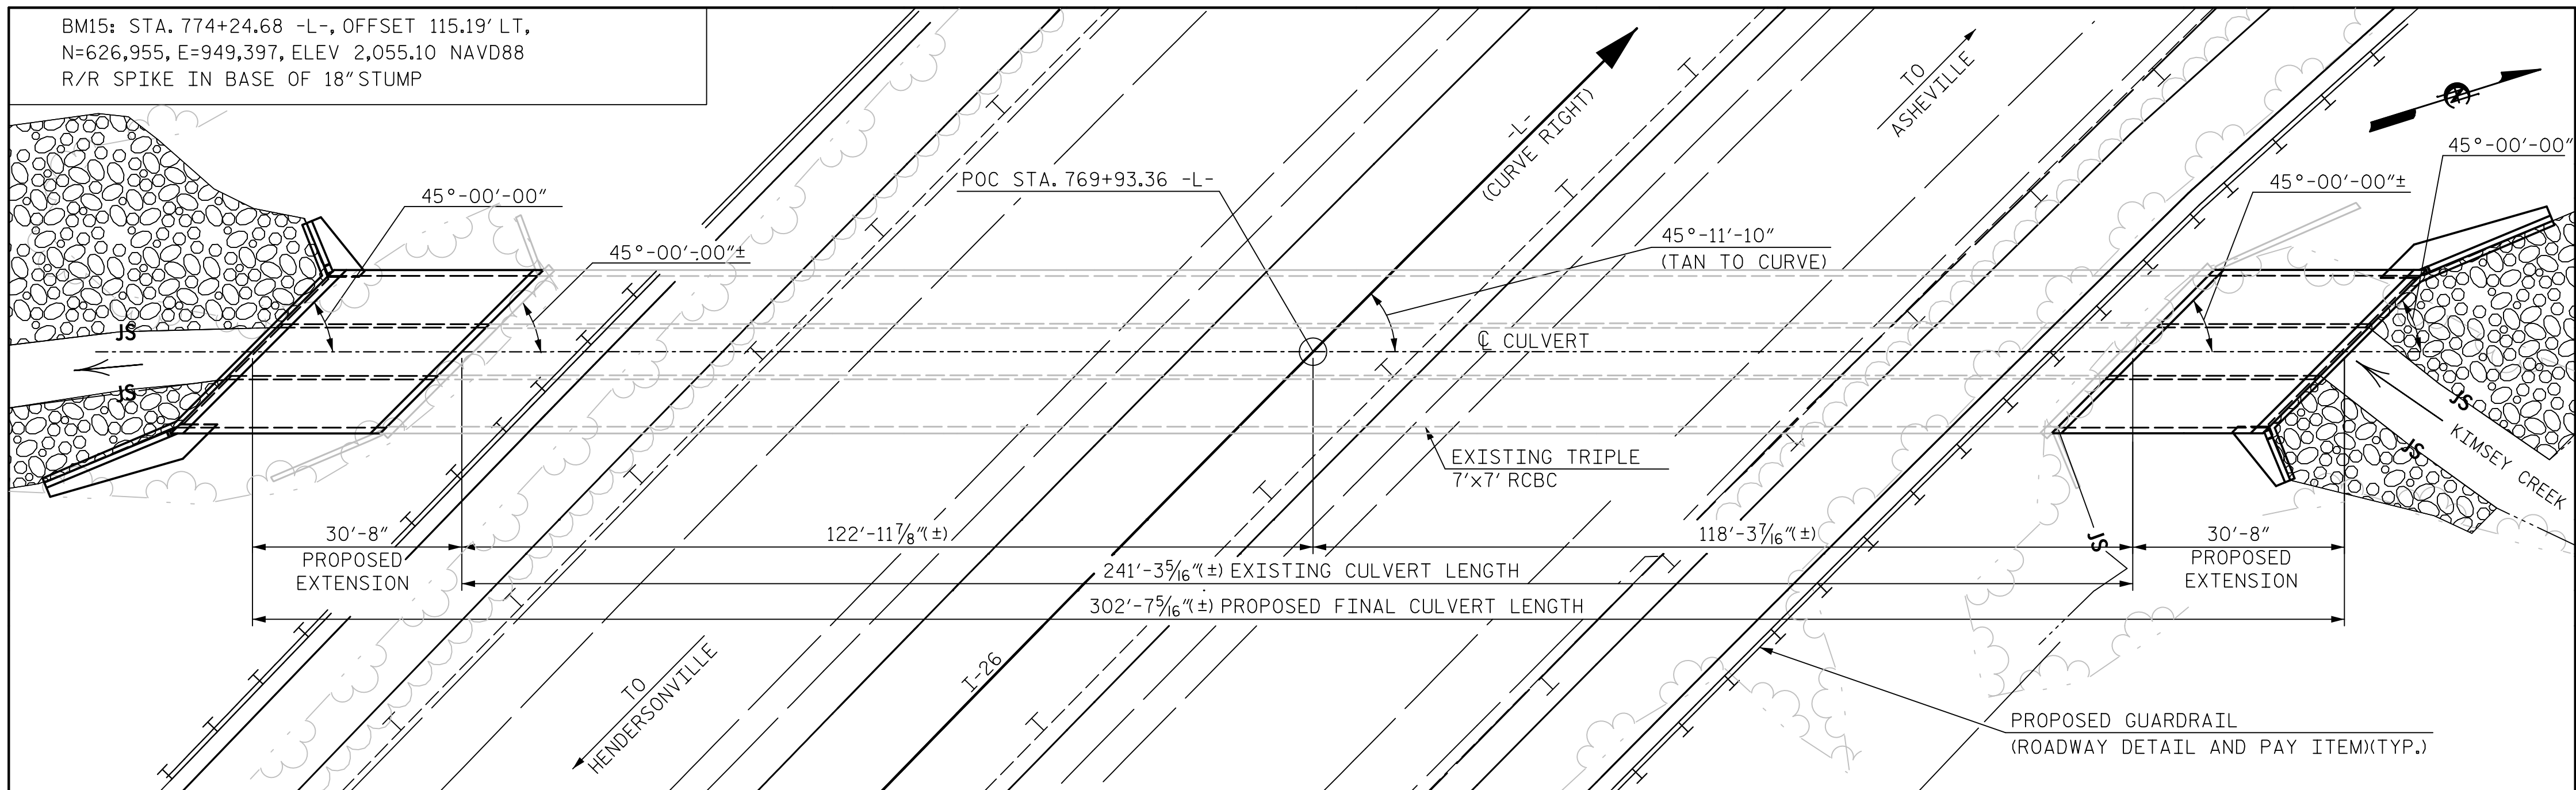 BM15: STA. 774+24.68 -L-, OFFSET 115.19' LT,
N=626,955, E=949,397, ELEV 2,055.10 NAVD88
R/R SPIKE IN BASE OF 18" STUMP
45°-00'-00"
45°-00'-00"±
POC STA. 769+93.36 -L-
-L-
(CURVE RIGHT)
45°-11'-10"
(TAN TO CURVE)
TO
ASHEVILLE
45°-00'-00"±
45°-00'-00"
℄ CULVERT
JS
JS
EXISTING TRIPLE
7'x7' RCBC
JS
JS
KIMSEY CREEK
JS
30'-8"
PROPOSED
EXTENSION
122'-11⅞"(±)
118'-3 7/16"(±)
30'-8"
PROPOSED
EXTENSION
241'-3 5/16"(±) EXISTING CULVERT LENGTH
302'-7 5/16"(±) PROPOSED FINAL CULVERT LENGTH
TO
HENDERSONVILLE
I-26
PROPOSED GUARDRAIL
(ROADWAY DETAIL AND PAY ITEM)(TYP.)